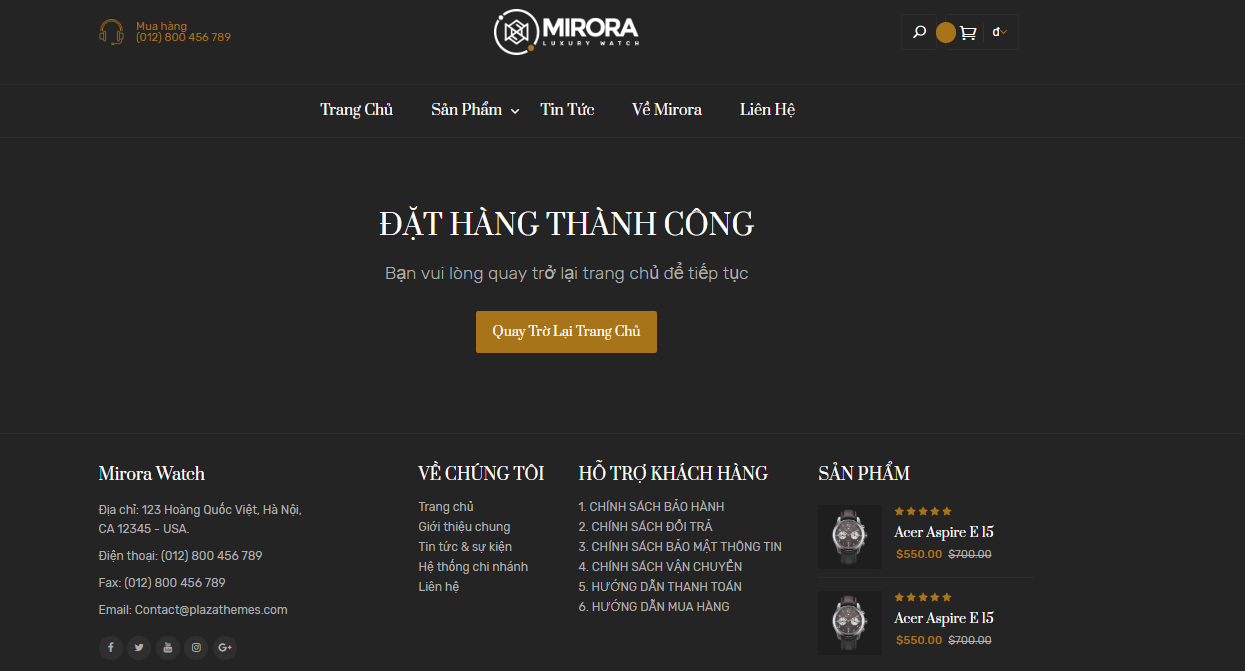 Mua hàng
(012) 800 456 789
MIRORA
LUXURY WATCH
đ
Trang Chủ
Sản Phẩm
Tin Tức
Về Mirora
Liên Hệ
ĐẶT HÀNG THÀNH CÔNG
Bạn vui lòng quay trở lại trang chủ để tiếp tục
Quay Trờ Lại Trang Chủ
Mirora Watch
Địa chỉ: 123 Hoàng Quốc Việt, Hà Nội,
CA 12345 - USA.
Điện thoại: (012) 800 456 789
Fax: (012) 800 456 789
Email: Contact@plazathemes.com
VỀ CHÚNG TÔI
Trang chủ
Giới thiệu chung
Tin tức & sự kiện
Hệ thống chi nhánh
Liên hệ
HỖ TRỢ KHÁCH HÀNG
1. CHÍNH SÁCH BẢO HÀNH
2. CHÍNH SÁCH ĐỔI TRẢ
3. CHÍNH SÁCH BẢO MẬT THÔNG TIN
4. CHÍNH SÁCH VẬN CHUYỂN
5. HƯỚNG DẪN THANH TOÁN
6. HƯỚNG DẪN MUA HÀNG
SẢN PHẨM
Acer Aspire E 15
$550.00 $700.00
Acer Aspire E 15
$550.00 $700.00